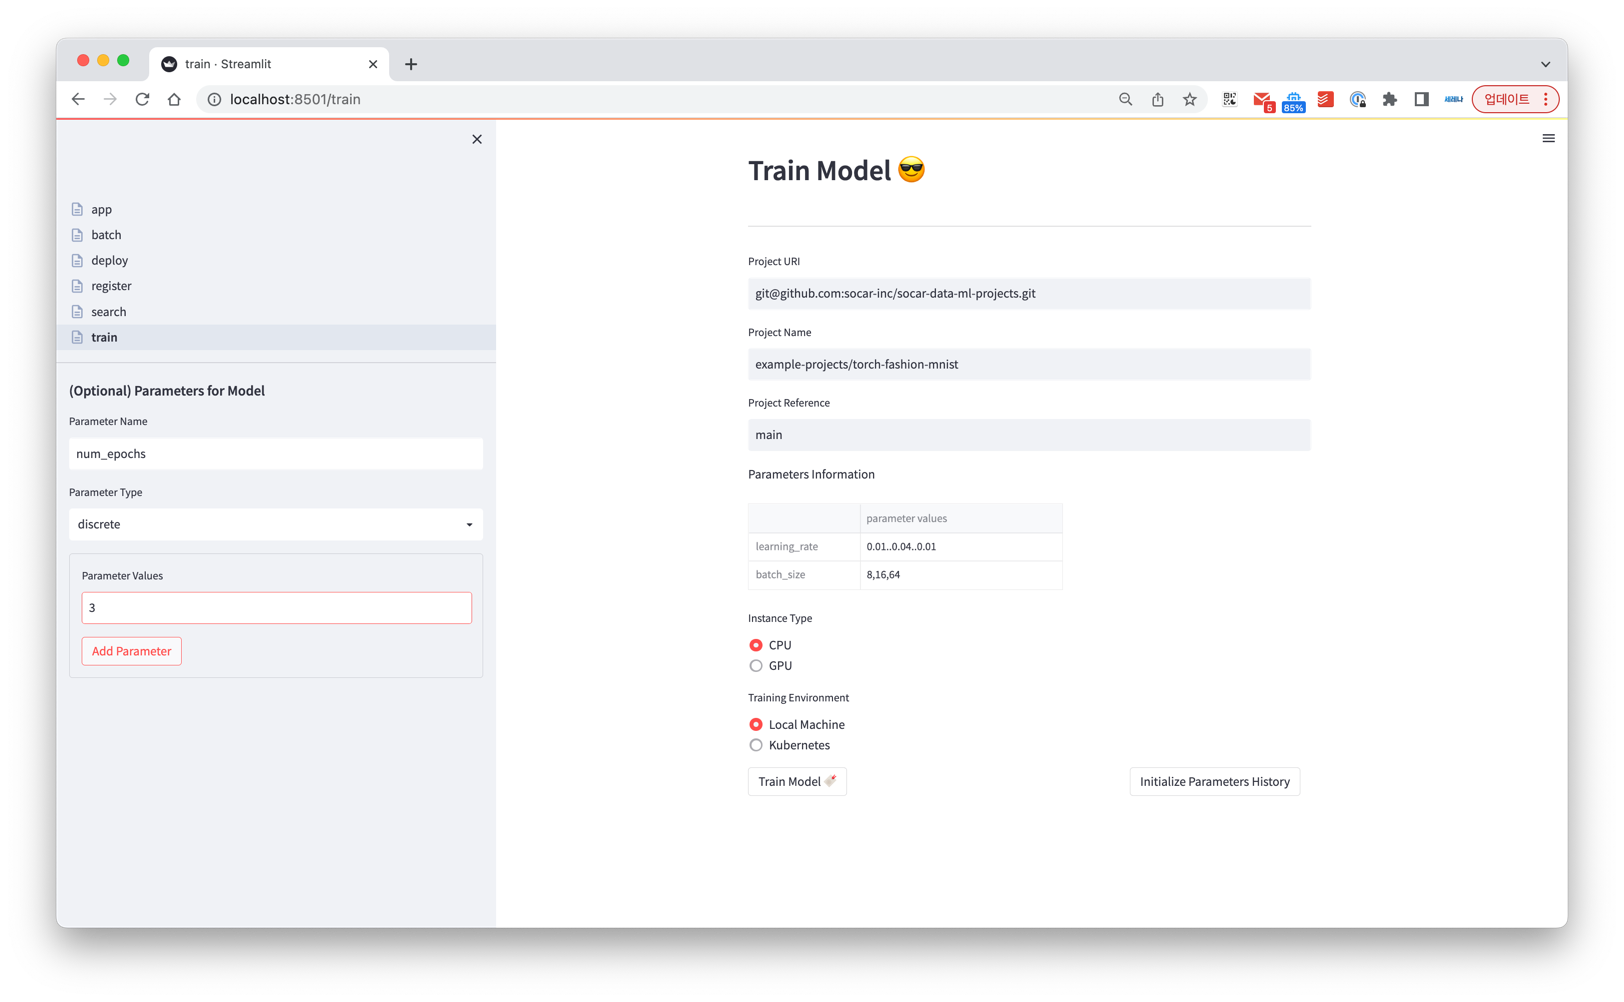 train · Streamlit
localhost:8501/train
5
85%
업데이트
app
batch
deploy
register
search
train
(Optional) Parameters for Model
Parameter Name
num_epochs
Parameter Type
discrete
Parameter Values
3
Add Parameter
Train Model 😎
Project URI
git@github.com:socar-inc/socar-data-ml-projects.git
Project Name
example-projects/torch-fashion-mnist
Project Reference
main
Parameters Information
parameter values
learning_rate 0.01..0.04..0.01
batch_size 8,16,64
Instance Type
CPU
GPU
Training Environment
Local Machine
Kubernetes
Train Model 🚀
Initialize Parameters History